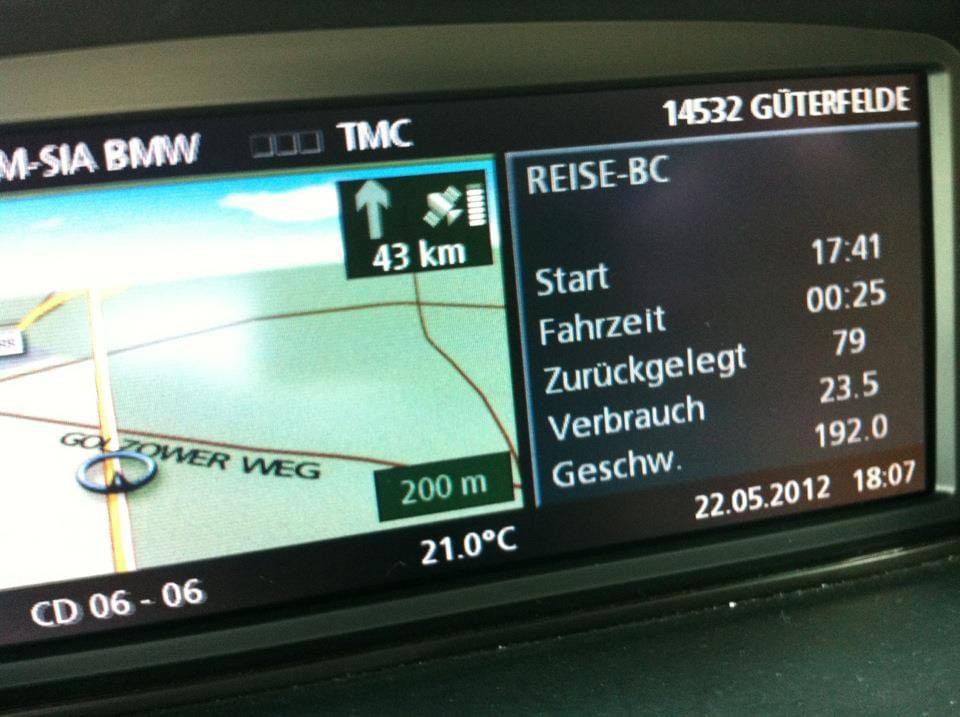 M-SIA BMW TMC 14532 GÜTERFELDE
43 km
GOLZOWER WEG
200 m
REISE-BC
Start 17:41
Fahrzeit 00:25
Zurückgelegt 79
Verbrauch 23.5
Geschw. 192.0
22.05.2012 18:07
21.0°C
CD 06 - 06